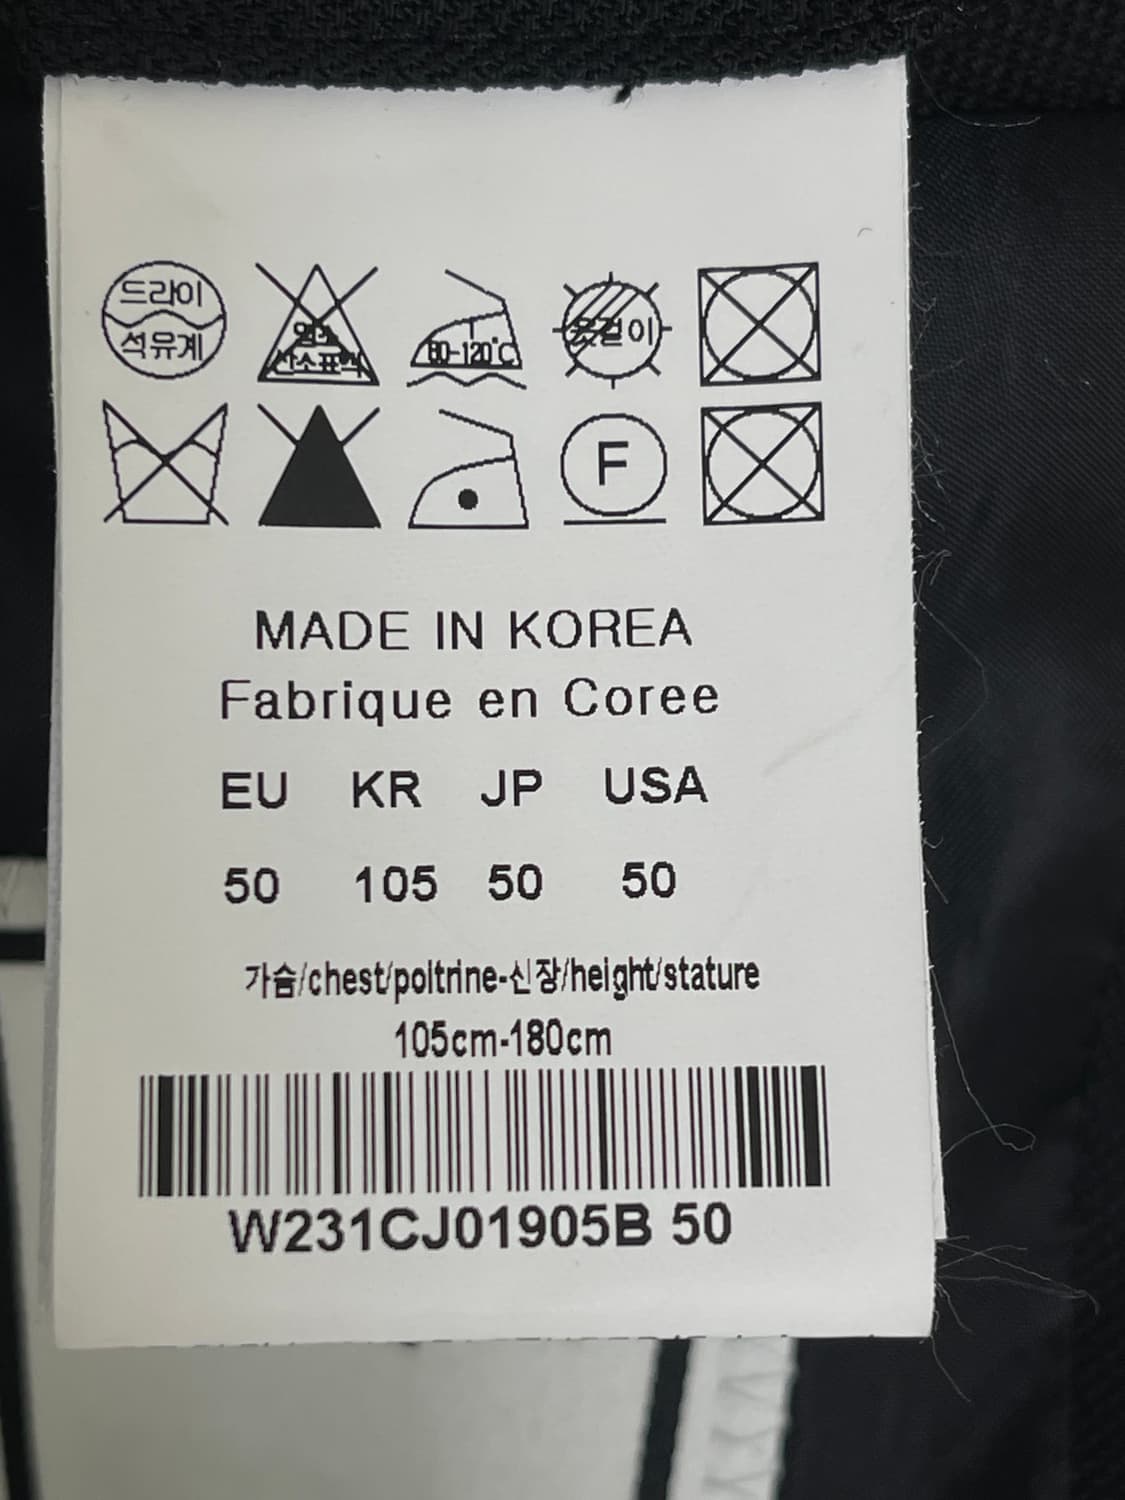 드라이
석유계
염소
산소표백
80-120°C
옷걸이
F
MADE IN KOREA
Fabrique en Coree
EU KR JP USA
50 105 50 50
가슴/chest/poitrine-신장/height/stature
105cm-180cm
W231CJ01905B 50